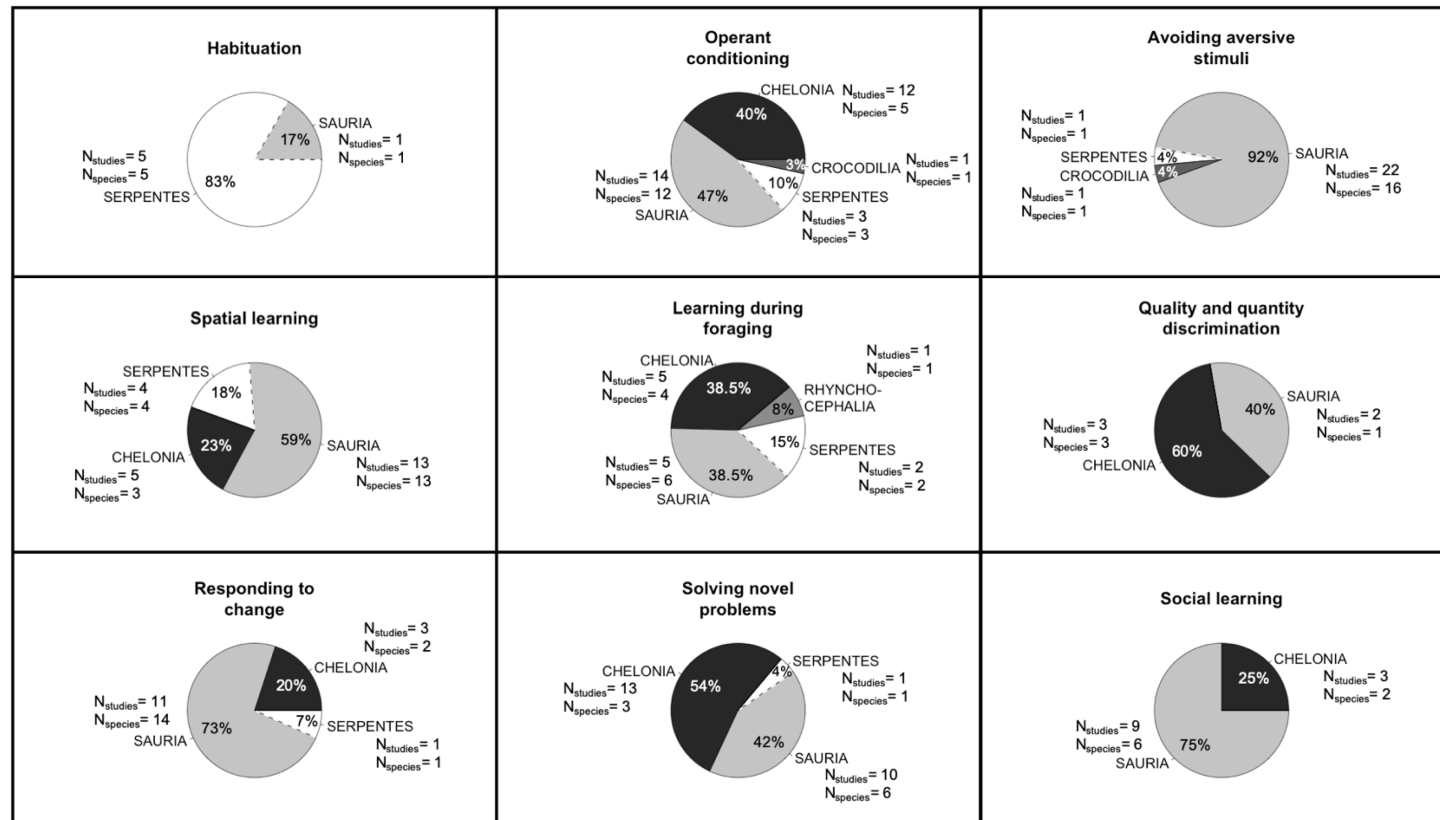 Habituation
SAURIA
17%
Nstudies= 1
Nspecies= 1
Nstudies= 5
Nspecies= 5
SERPENTES
83%
Operant
conditioning
CHELONIA
Nstudies= 12
Nspecies= 5
40%
3%
CROCODILIA
Nstudies= 1
Nspecies= 1
10%
SERPENTES
Nstudies= 3
Nspecies= 3
Nstudies= 14
Nspecies= 12
SAURIA
47%
Avoiding aversive
stimuli
Nstudies= 1
Nspecies= 1
SERPENTES
4%
CROCODILIA
4%
Nstudies= 1
Nspecies= 1
92%
SAURIA
Nstudies= 22
Nspecies= 16
Spatial learning
SERPENTES
Nstudies= 4
Nspecies= 4
18%
23%
CHELONIA
Nstudies= 5
Nspecies= 3
59%
SAURIA
Nstudies= 13
Nspecies= 13
Learning during
foraging
CHELONIA
Nstudies= 5
Nspecies= 4
38.5%
Nstudies= 1
Nspecies= 1
RHYNCHO-
CEPHALIA
8%
15%
SERPENTES
Nstudies= 2
Nspecies= 2
Nstudies= 5
Nspecies= 6
SAURIA
38.5%
Quality and quantity
discrimination
SAURIA
40%
Nstudies= 2
Nspecies= 1
Nstudies= 3
Nspecies= 3
CHELONIA
60%
Responding to
change
Nstudies= 3
Nspecies= 2
CHELONIA
20%
7%
SERPENTES
Nstudies= 1
Nspecies= 1
Nstudies= 11
Nspecies= 14
SAURIA
73%
Solving novel
problems
CHELONIA
Nstudies= 13
Nspecies= 3
54%
SERPENTES
4%
Nstudies= 1
Nspecies= 1
42%
SAURIA
Nstudies= 10
Nspecies= 6
Social learning
CHELONIA
25%
Nstudies= 3
Nspecies= 2
Nstudies= 9
Nspecies= 6
SAURIA
75%